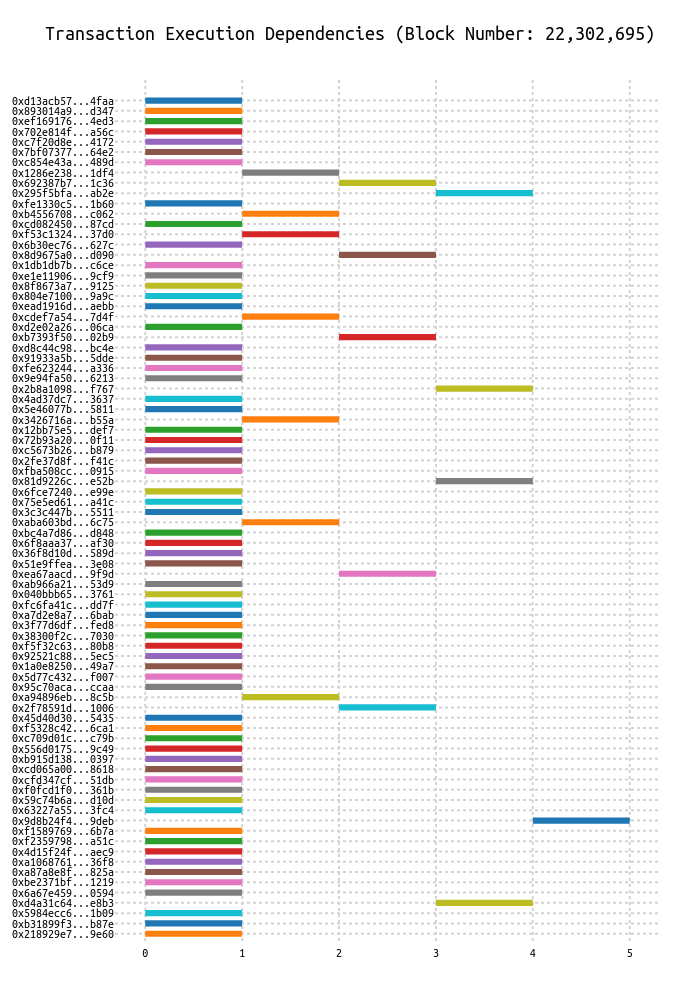 Transaction Execution Dependencies (Block Number: 22,302,695)
0xd13acb57...4faa
0x893014a9...d347
0xef169176...4ed3
0x702e814f...a56c
0xc7f20d8e...4172
0x7bf07377...64e2
0xc854e43a...489d
0x1286e238...1df4
0x692387b7...1c36
0x295f5bfa...ab2e
0xfe1330c5...1b60
0xb4556708...c062
0xcd082450...87cd
0xf53c1324...37d0
0x6b30ec76...627c
0x8d9675a0...d090
0x1db1db7b...c6ce
0xe1e11906...9cf9
0x8f8673a7...9125
0x804e7100...9a9c
0xead1916d...aebb
0xcdef7a54...7d4f
0xd2e02a26...06ca
0xb7393f50...02b9
0xd8c44c98...bc4e
0x91933a5b...5dde
0xfe623244...a336
0x9e94fa50...6213
0x2b8a1098...f767
0x4ad37dc7...3637
0x5e46077b...5811
0x3426716a...b55a
0x12bb75e5...def7
0x72b93a20...0f11
0xc5673b26...b879
0x2fe37d8f...f41c
0xfba508cc...0915
0x81d9226c...e52b
0x6fce7240...e99e
0x75e5ed61...a41c
0x3c3c447b...5511
0xaba603bd...6c75
0xbc4a7d86...d848
0x6f8aaa37...af30
0x36f8d10d...589d
0x51e9ffea...3e08
0xea67aacd...9f9d
0xab966a21...53d9
0x040bbb65...3761
0xfc6fa41c...dd7f
0xa7d2e8a7...6bab
0x3f77d6df...fed8
0x38300f2c...7030
0xf5f32c63...80b8
0x92521c88...5ec5
0x1a0e8250...49a7
0x5d77c432...f007
0x95c70aca...ccaa
0xa94896eb...8c5b
0x2f78591d...1006
0x45d40d30...5435
0xf5328c42...6ca1
0xc709d01c...c79b
0x556d0175...9c49
0xb915d138...0397
0xcd065a00...8618
0xcfd347cf...51db
0xf0fcd1f0...361b
0x59c74b6a...d10d
0x63227a55...3fc4
0x9d8b24f4...9deb
0xf1589769...6b7a
0xf2359798...a51c
0x4d15f24f...aec9
0xa1068761...36f8
0xa87a8e8f...825a
0xbe2371bf...1219
0x6a67e459...0594
0xd4a31c64...e8b3
0x5984ecc6...1b09
0xb31899f3...b87e
0x218929e7...9e60
0 1 2 3 4 5